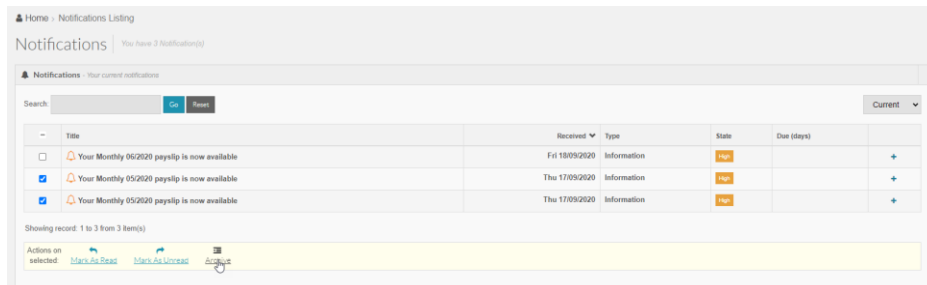 Home › Notifications Listing
Notifications You have 3 Notification(s)
Notifications - Your current notifications
Search: Go Reset Current
Title Received Type State Due (days)
Your Monthly 06/2020 payslip is now available Fri 18/09/2020 Information High +
Your Monthly 05/2020 payslip is now available Thu 17/09/2020 Information High +
Your Monthly 05/2020 payslip is now available Thu 17/09/2020 Information High +
Showing record: 1 to 3 from 3 item(s)
Actions on
selected: Mark As Read Mark As Unread Archive